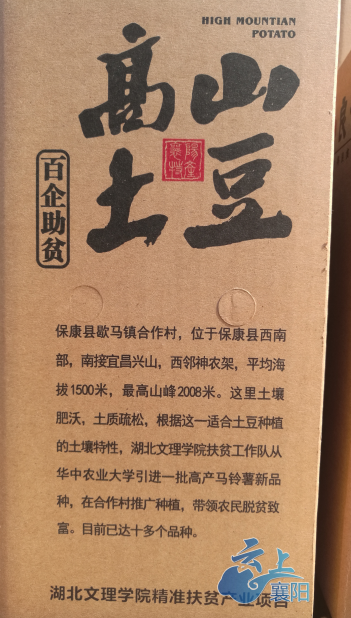 HIGH MOUNTIAN
POTATO
高山
土豆
襄阳
特产
百企助贫
保康县歇马镇合作村，位于保康县西南
部，南接宜昌兴山，西邻神农架，平均海
拔1500米，最高山峰2008米。这里土壤
肥沃，土质疏松，根据这一适合土豆种植
的土壤特性，湖北文理学院扶贫工作队从
华中农业大学引进一批高产马铃薯新品
种，在合作村推广种植，带领农民脱贫致
富。目前已达十多个品种。
湖北文理学院精准扶贫产业项目
云上
襄阳